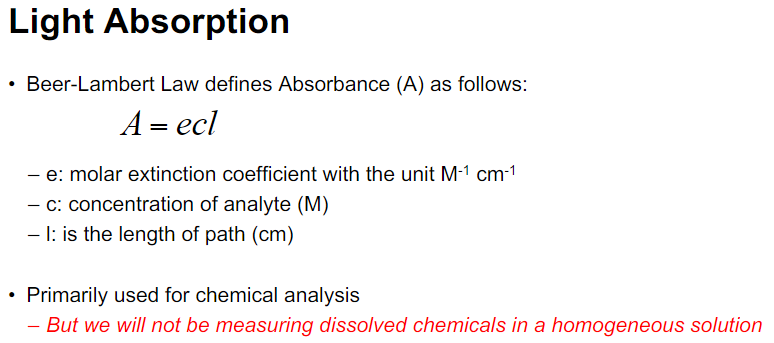 Light Absorption
• Beer-Lambert Law defines Absorbance (A) as follows:
A = ecl
– e: molar extinction coefficient with the unit M⁻¹ cm⁻¹
– c: concentration of analyte (M)
– l: is the length of path (cm)
• Primarily used for chemical analysis
– But we will not be measuring dissolved chemicals in a homogeneous solution